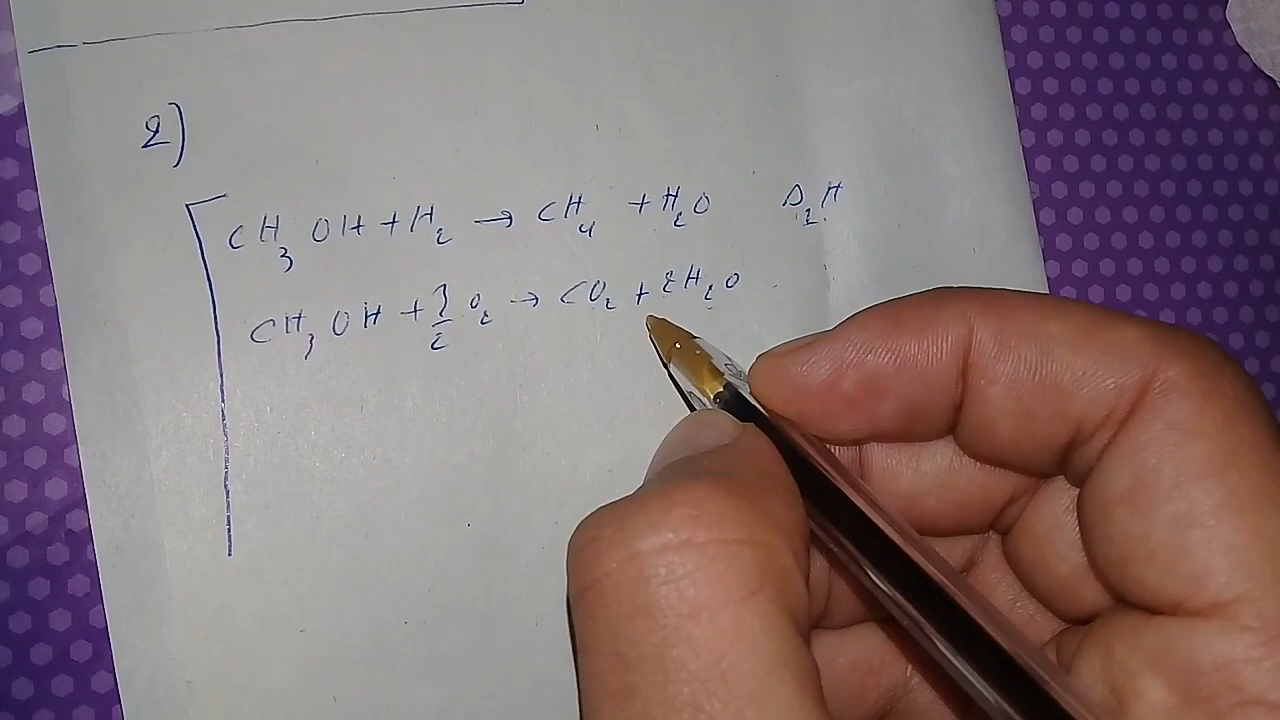 2)
CH₃OH + H₂ → CH₄ + H₂O Δ₂H
CH₃OH + 3/2 O₂ → CO₂ + 2H₂O